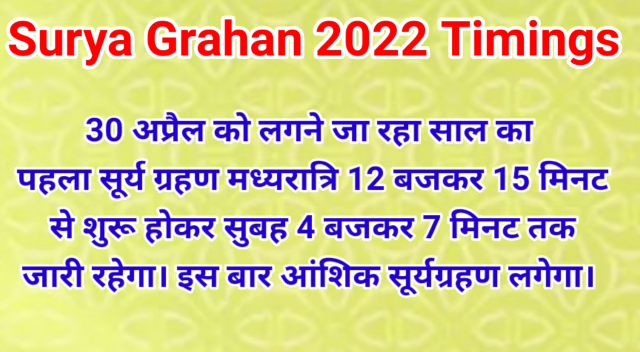 Surya Grahan 2022 Timings
30 अप्रैल को लगने जा रहा साल का
पहला सूर्य ग्रहण मध्यरात्रि 12 बजकर 15 मिनट
से शुरू होकर सुबह 4 बजकर 7 मिनट तक
जारी रहेगा। इस बार आंशिक सूर्यग्रहण लगेगा।